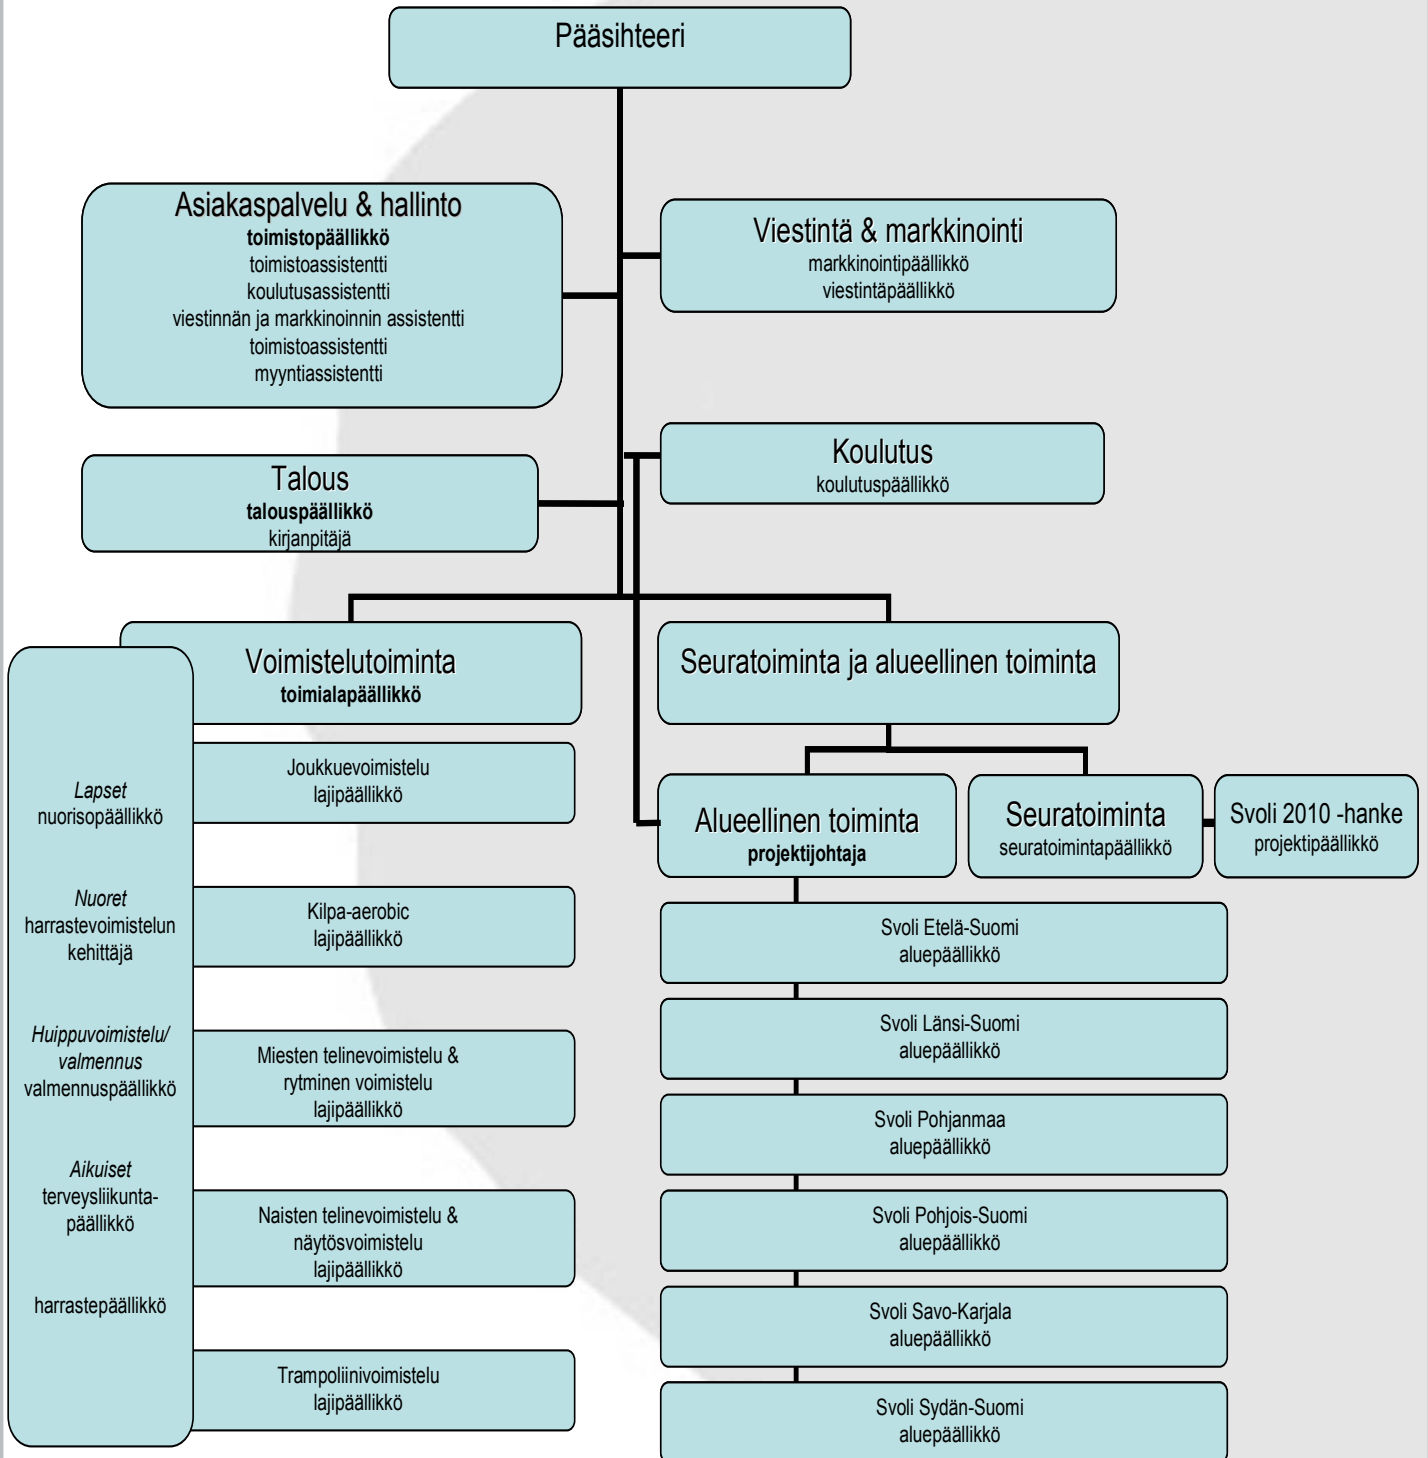 Pääsihteeri
Asiakaspalvelu & hallinto
toimistopäällikkö
toimistoassistentti
koulutusassistentti
viestinnän ja markkinoinnin assistentti
toimistoassistentti
myyntiassistentti
Viestintä & markkinointi
markkinointipäällikkö
viestintäpäällikkö
Koulutus
koulutuspäällikkö
Talous
talouspäällikkö
kirjanpitäjä
Voimistelutoiminta
toimialapäällikkö
Lapset
nuorisopäällikkö
Nuoret
harrastevoimistelun
kehittäjä
Huippuvoimistelu/
valmennus
valmennuspäällikkö
Aikuiset
terveysliikunta-
päällikkö
harrastepäällikkö
Joukkuevoimistelu
lajipäällikkö
Kilpa-aerobic
lajipäällikkö
Miesten telinevoimistelu &
rytminen voimistelu
lajipäällikkö
Naisten telinevoimistelu &
näytösvoimistelu
lajipäällikkö
Trampoliinivoimistelu
lajipäällikkö
Seuratoiminta ja alueellinen toiminta
Alueellinen toiminta
projektijohtaja
Seuratoiminta
seuratoimintapäällikkö
Svoli 2010 -hanke
projektipäällikkö
Svoli Etelä-Suomi
aluepäällikkö
Svoli Länsi-Suomi
aluepäällikkö
Svoli Pohjanmaa
aluepäällikkö
Svoli Pohjois-Suomi
aluepäällikkö
Svoli Savo-Karjala
aluepäällikkö
Svoli Sydän-Suomi
aluepäällikkö